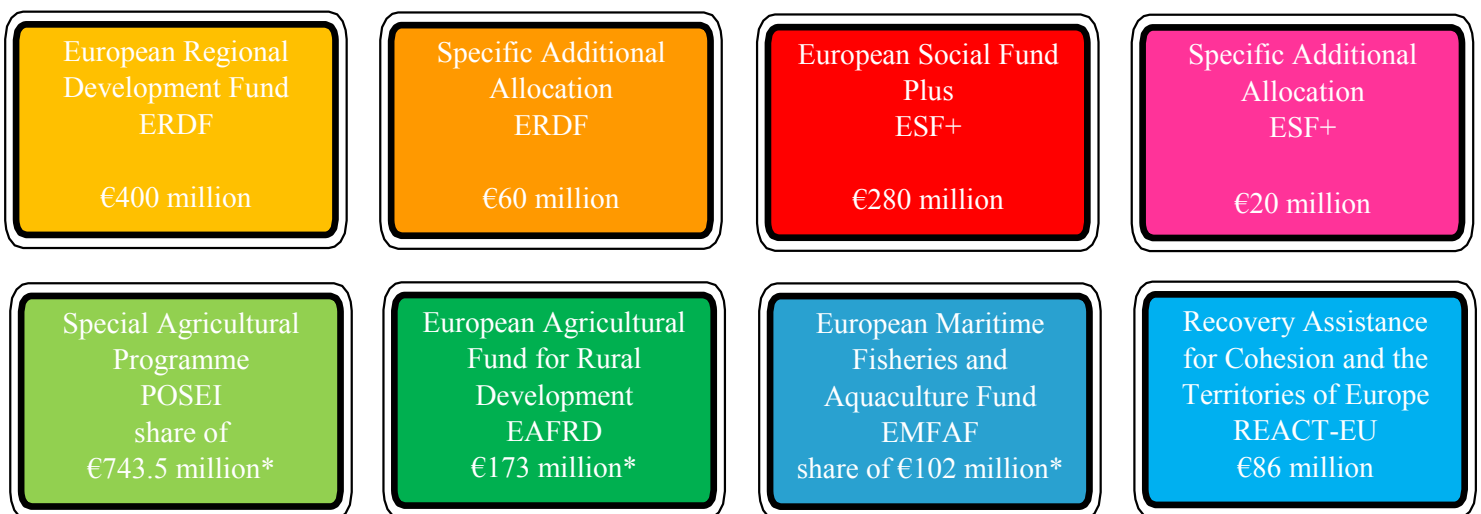 European Regional
Development Fund
ERDF
€400 million
Specific Additional
Allocation
ERDF
€60 million
European Social Fund
Plus
ESF+
€280 million
Specific Additional
Allocation
ESF+
€20 million
Special Agricultural
Programme
POSEI
share of
€743.5 million*
European Agricultural
Fund for Rural
Development
EAFRD
€173 million*
European Maritime
Fisheries and
Aquaculture Fund
EMFAF
share of €102 million*
Recovery Assistance
for Cohesion and the
Territories of Europe
REACT-EU
€86 million